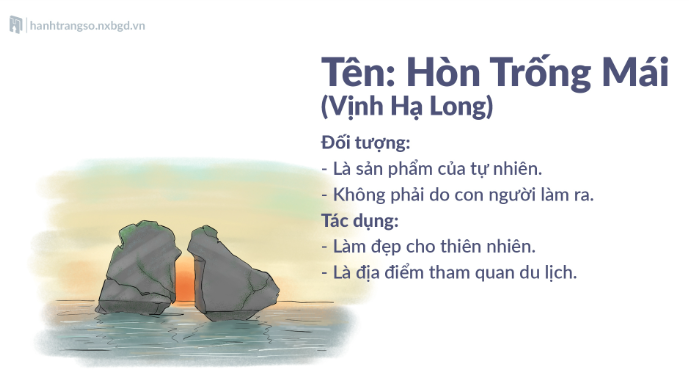 hanhtrangso.nxbgd.vn
Tên: Hòn Trống Mái
(Vịnh Hạ Long)
Đối tượng:
- Là sản phẩm của tự nhiên.
- Không phải do con người làm ra.
Tác dụng:
- Làm đẹp cho thiên nhiên.
- Là địa điểm tham quan du lịch.